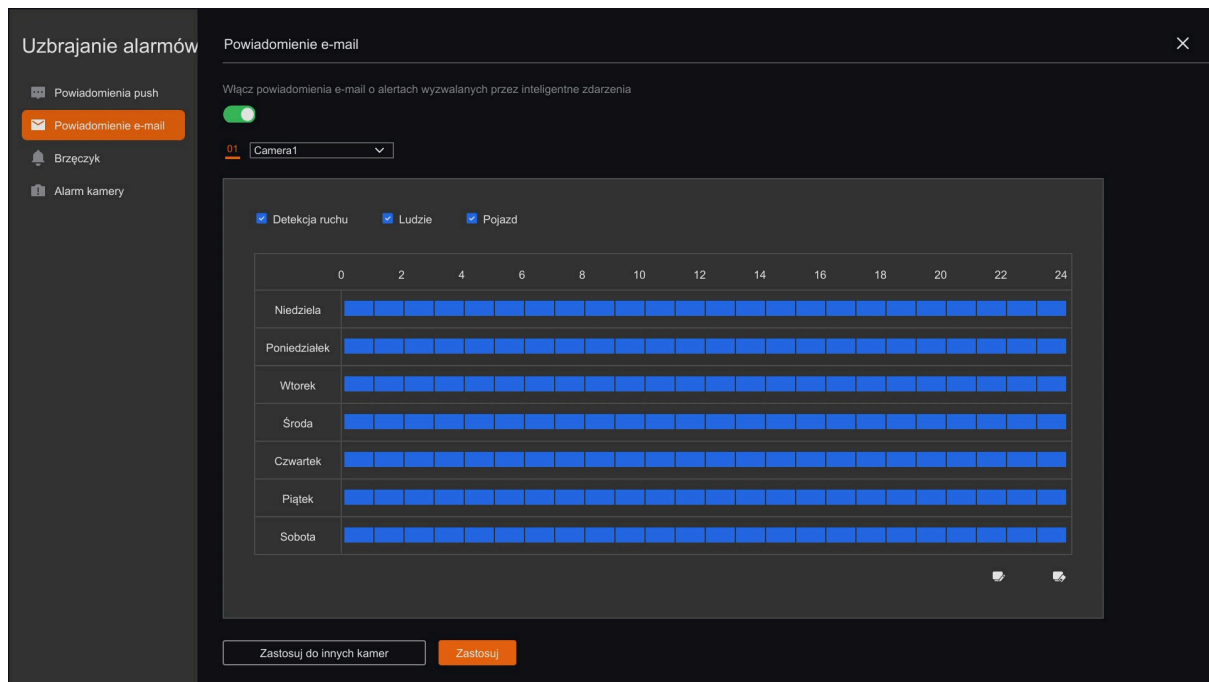 Uzbrajanie alarmów
Powiadomienia push
Powiadomienie e-mail
Brzęczyk
Alarm kamery
Powiadomienie e-mail
Włącz powiadomienia e-mail o alertach wyzwalanych przez inteligentne zdarzenia
01 Camera1
Detekcja ruchu Ludzie Pojazd
0 2 4 6 8 10 12 14 16 18 20 22 24
Niedziela
Poniedziałek
Wtorek
Środa
Czwartek
Piątek
Sobota
Zastosuj do innych kamer Zastosuj